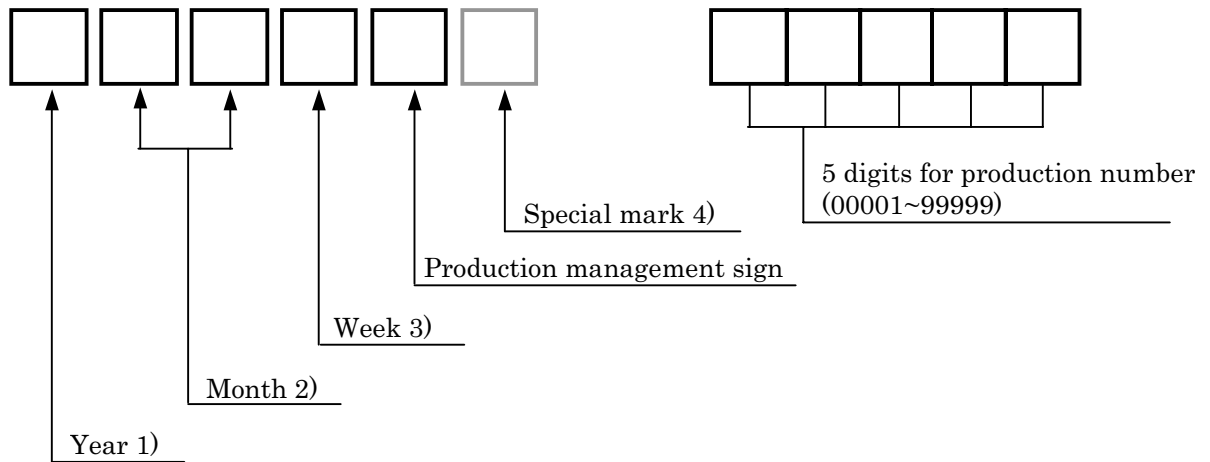 5 digits for production number
(00001~99999)
Special mark 4)
Production management sign
Week 3)
Month 2)
Year 1)